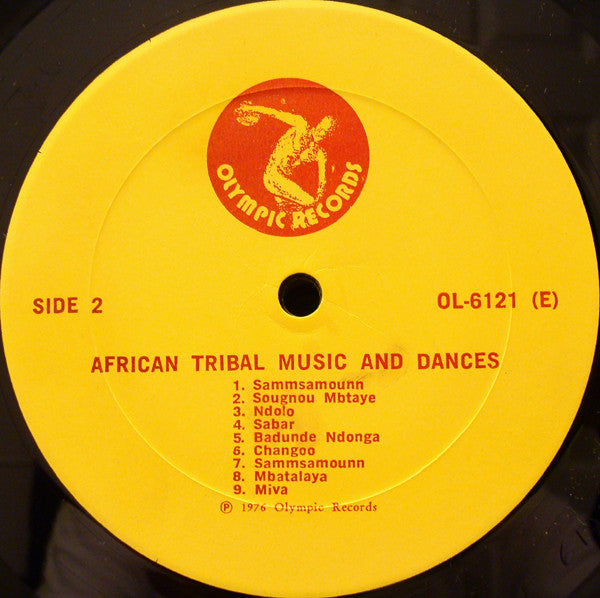 OLYMPIC RECORDS
SIDE 2
OL-6121 (E)
AFRICAN TRIBAL MUSIC AND DANCES
1. Sammsamounn
2. Sougnou Mbtaye
3. Ndolo
4. Sabar
5. Badunde Ndonga
6. Changoo
7. Sammsamounn
8. Mbatalaya
9. Miva
℗ 1976 Olympic Records